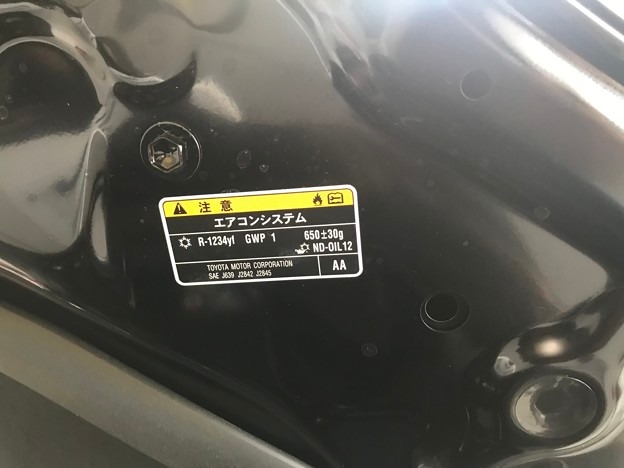 注意
エアコンシステム
R-1234yf GWP 1 650±30g
ND-OIL12
TOYOTA MOTOR CORPORATION
SAE J639 J2842 J2845
AA